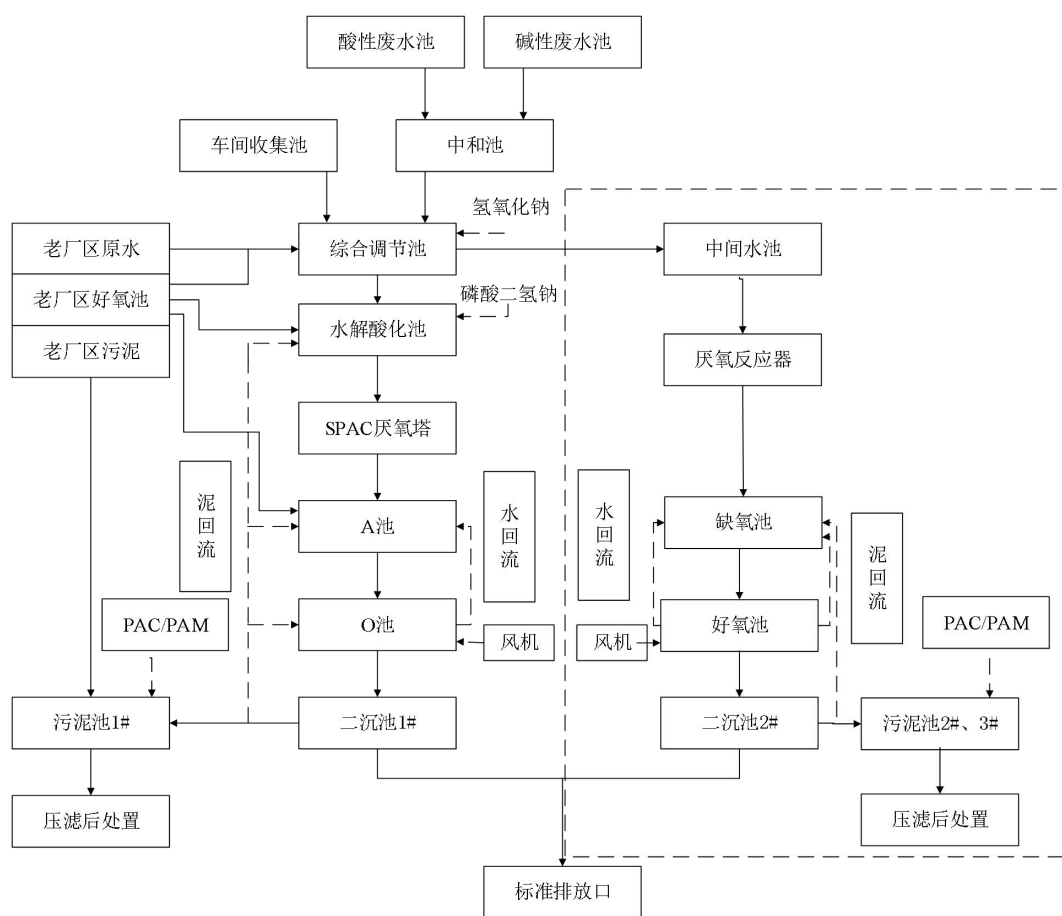 酸性废水池
碱性废水池
车间收集池
中和池
氢氧化钠
老厂区原水
综合调节池
中间水池
老厂区好氧池
磷酸二氢钠
水解酸化池
老厂区污泥
厌氧反应器
SPAC厌氧塔
泥回流
水回流
水回流
泥回流
A池
缺氧池
PAC/PAM
O池
风机
风机
好氧池
PAC/PAM
污泥池1#
二沉池1#
二沉池2#
污泥池2#、3#
压滤后处置
压滤后处置
标准排放口